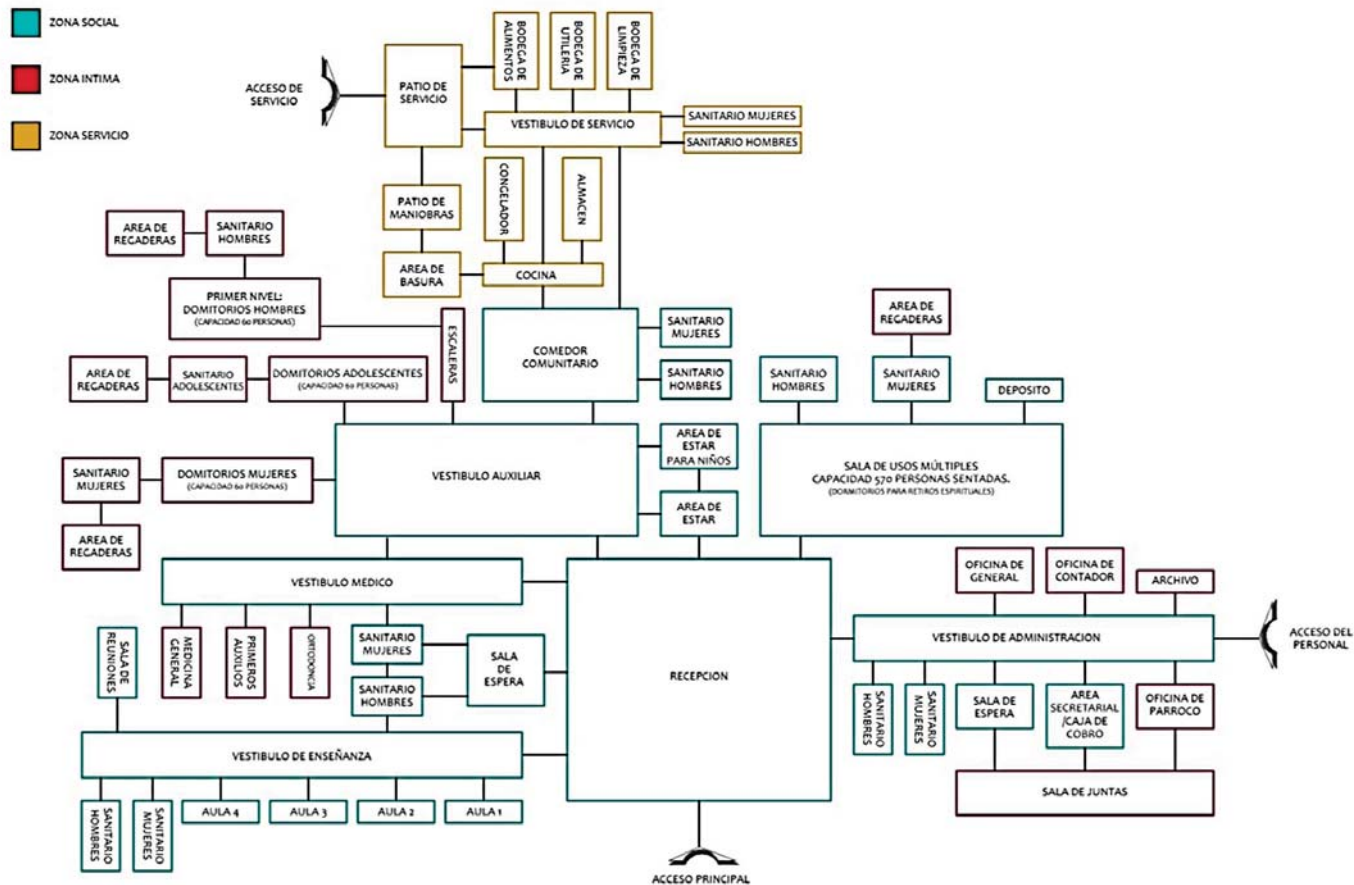 ZONA SOCIAL
ZONA INTIMA
ZONA SERVICIO
ACCESO DE
SERVICIO
PATIO DE
SERVICIO
BODEGA DE
ALIMENTOS
BODEGA DE
UTILERIA
BODEGA DE
LIMPIEZA
VESTIBULO DE SERVICIO
SANITARIO MUJERES
SANITARIO HOMBRES
PATIO DE
MANIOBRAS
CONGELADOR
ALMACEN
AREA DE
BASURA
COCINA
AREA DE
REGADERAS
SANITARIO
HOMBRES
PRIMER NIVEL:
DOMITORIOS HOMBRES
(CAPACIDAD 60 PERSONAS)
ESCALERAS
COMEDOR
COMUNITARIO
SANITARIO
MUJERES
SANITARIO
HOMBRES
AREA DE
REGADERAS
SANITARIO
ADOLESCENTES
DOMITORIOS ADOLESCENTES
(CAPACIDAD 60 PERSONAS)
AREA DE
REGADERAS
SANITARIO
HOMBRES
SANITARIO
MUJERES
DEPOSITO
SANITARIO
MUJERES
DOMITORIOS MUJERES
(CAPACIDAD 60 PERSONAS)
AREA DE
REGADERAS
VESTIBULO AUXILIAR
AREA DE
ESTAR
PARA NIÑOS
AREA DE
ESTAR
SALA DE USOS MÚLTIPLES
CAPACIDAD 570 PERSONAS SENTADAS.
(DORMITORIOS PARA RETIROS ESPIRITUALES)
VESTIBULO MEDICO
MEDICINA
GENERAL
PRIMEROS
AUXILIOS
ORTODONCIA
SANITARIO
MUJERES
SANITARIO
HOMBRES
SALA
DE
ESPERA
RECEPCION
SALA DE
REUNIONES
VESTIBULO DE ENSEÑANZA
SANITARIO
HOMBRES
SANITARIO
MUJERES
AULA 4
AULA 3
AULA 2
AULA 1
OFICINA DE
GENERAL
OFICINA DE
CONTADOR
ARCHIVO
VESTIBULO DE ADMINISTRACION
ACCESO DEL
PERSONAL
SANITARIO
HOMBRES
SANITARIO
MUJERES
SALA DE
ESPERA
AREA
SECRETARIAL
/CAJA DE
COBRO
OFICINA DE
PARROCO
SALA DE JUNTAS
ACCESO PRINCIPAL